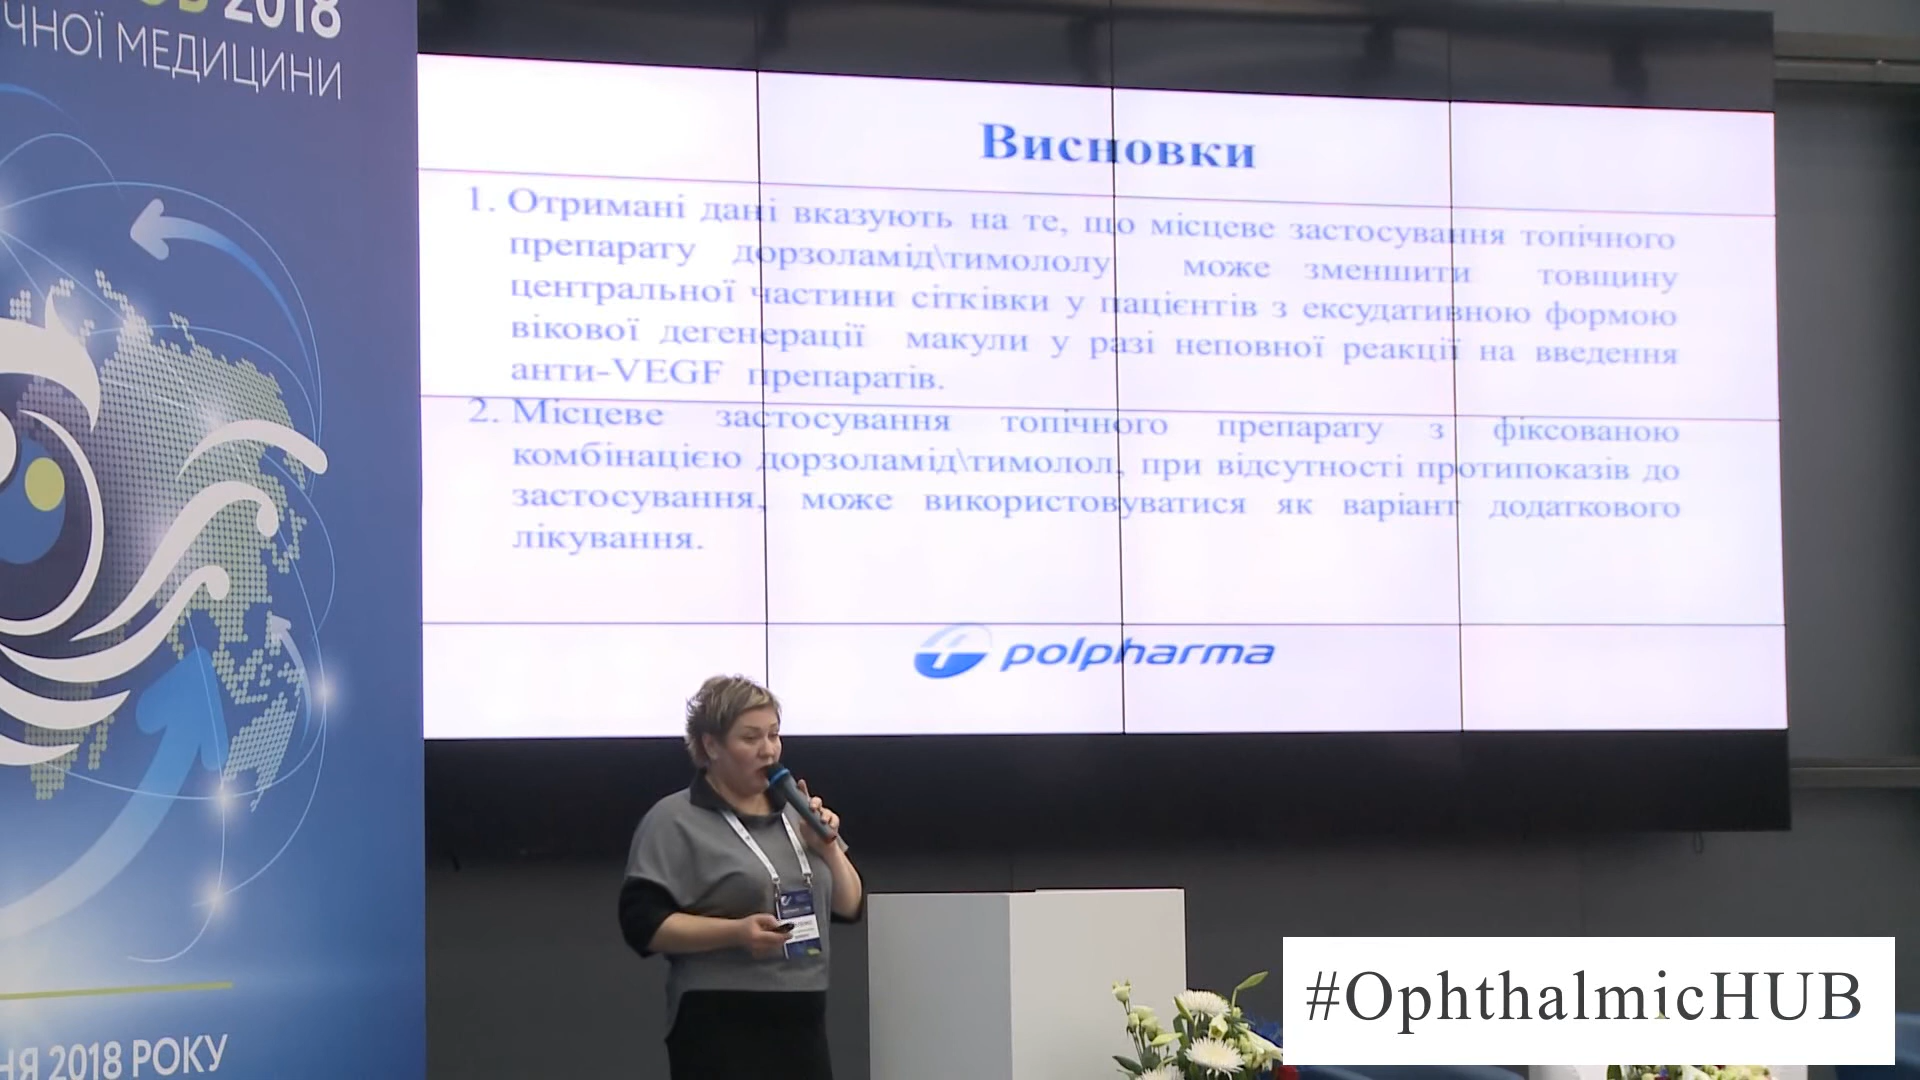 2018
ЧНОЇ МЕДИЦИНИ
Висновки
1. Отримані дані вказують на те, що місцеве застосування топічного
препарату дорзоламід\тимололу може зменшити товщину
центральної частини сітківки у пацієнтів з ексудативною формою
вікової дегенерації макули у разі неповної реакції на введення
анти-VEGF препаратів.
2. Місцеве застосування топічного препарату з фіксованою
комбінацією дорзоламід\тимолол, при відсутності протипоказів до
застосування, може використовуватися як варіант додаткового
лікування.
polpharma
НЯ 2018 РОКУ
#OphthalmicHUB